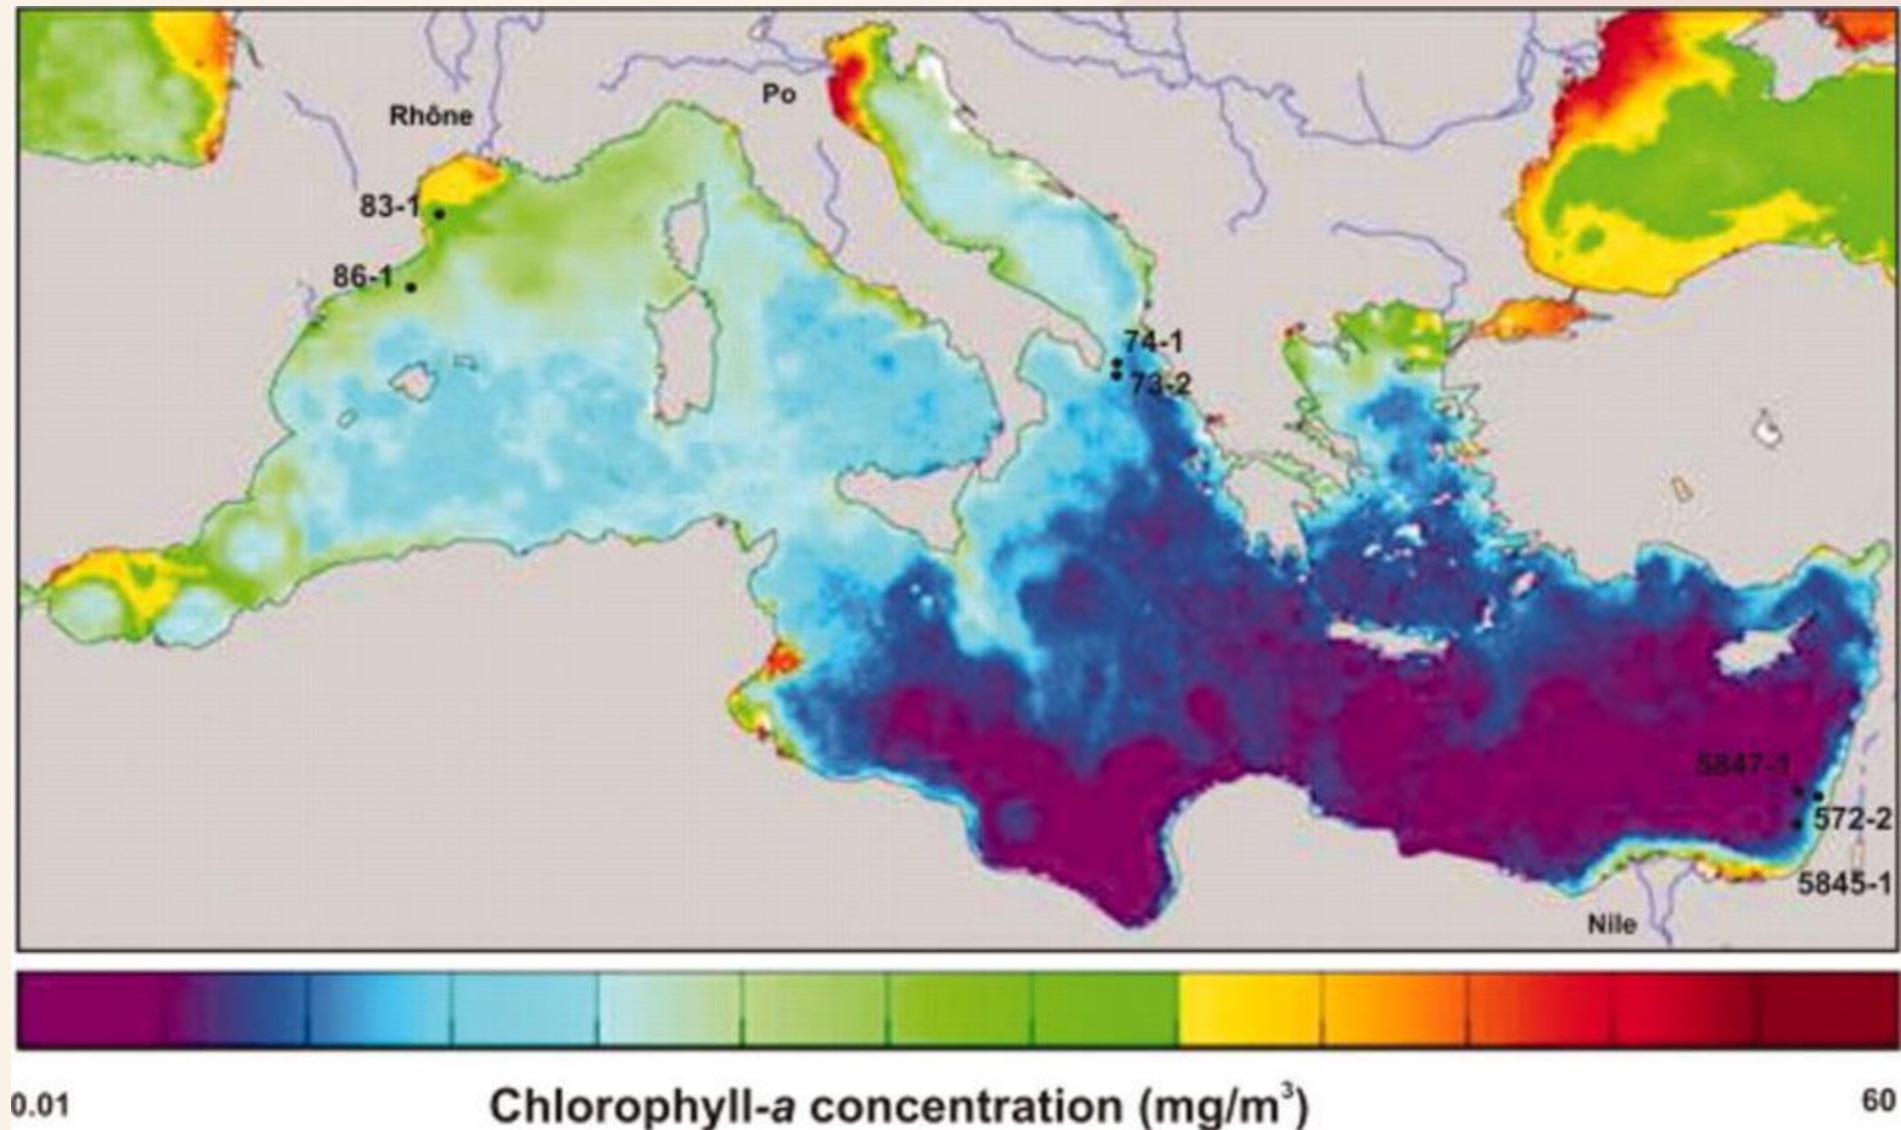 Po
Rhône
83-1
86-1
74-1
73-2
5847-1
572-2
5845-1
Nile
0.01
Chlorophyll-a concentration (mg/m³)
60